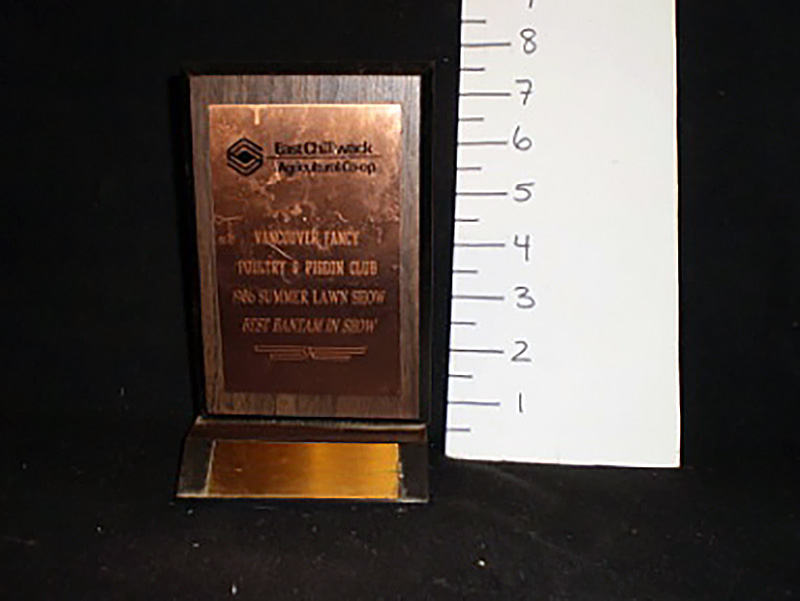 East Chilliwack
Agricultural Co-op
VANCOUVER FANCY
POULTRY & PIGEON CLUB
1986 SUMMER LAWN SHOW
BEST BANTAM IN SHOW
8
7
6
5
4
3
2
1